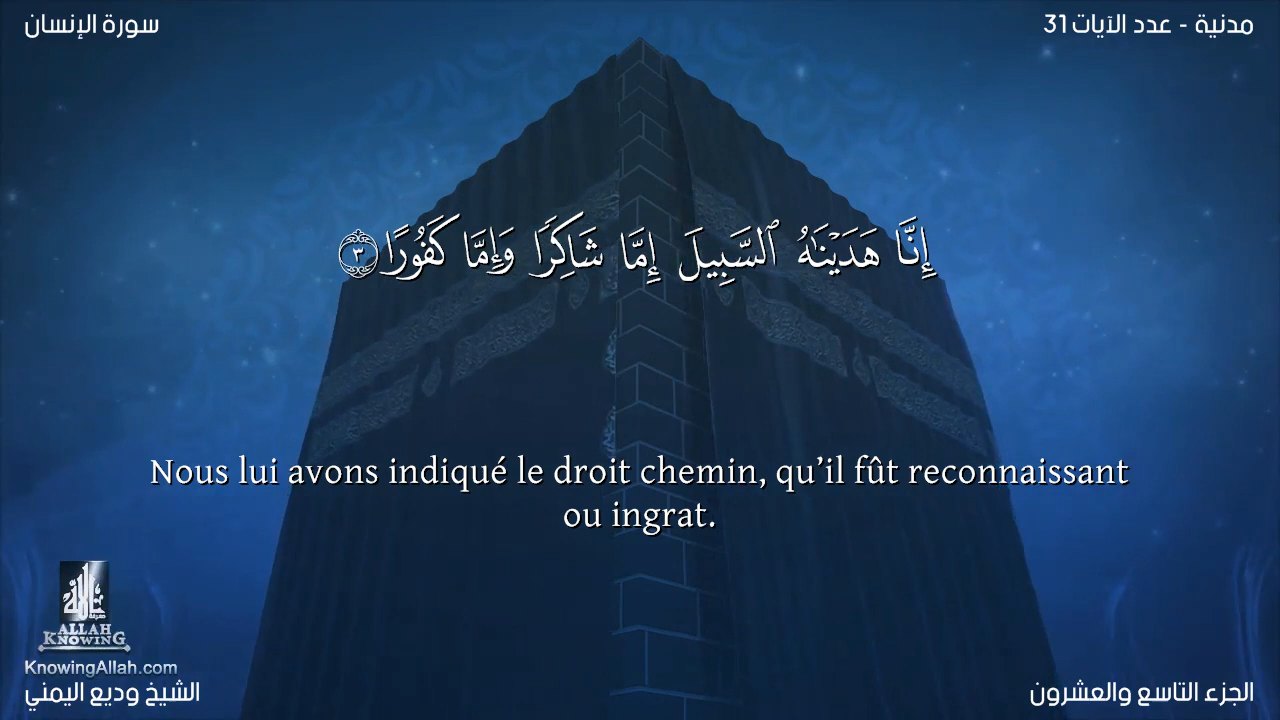 مدنية - عدد الآيات 31
سورة الإنسان
إِنَّا هَدَيْنَٰهُ ٱلسَّبِيلَ إِمَّا شَاكِرًا وَإِمَّا كَفُورًا ٣
Nous lui avons indiqué le droit chemin, qu’il fût reconnaissant
ou ingrat.
ALLAH
KNOWING
KnowingAllah.com
الشيخ وديع اليمني
الجزء التاسع والعشرون